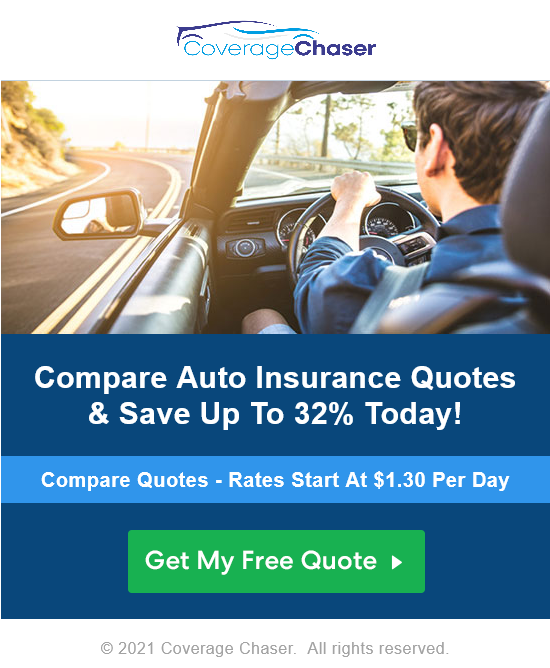 CoverageChaser
Compare Auto Insurance Quotes
& Save Up To 32% Today!
Compare Quotes - Rates Start At $1.30 Per Day
Get My Free Quote
© 2021 Coverage Chaser. All rights reserved.